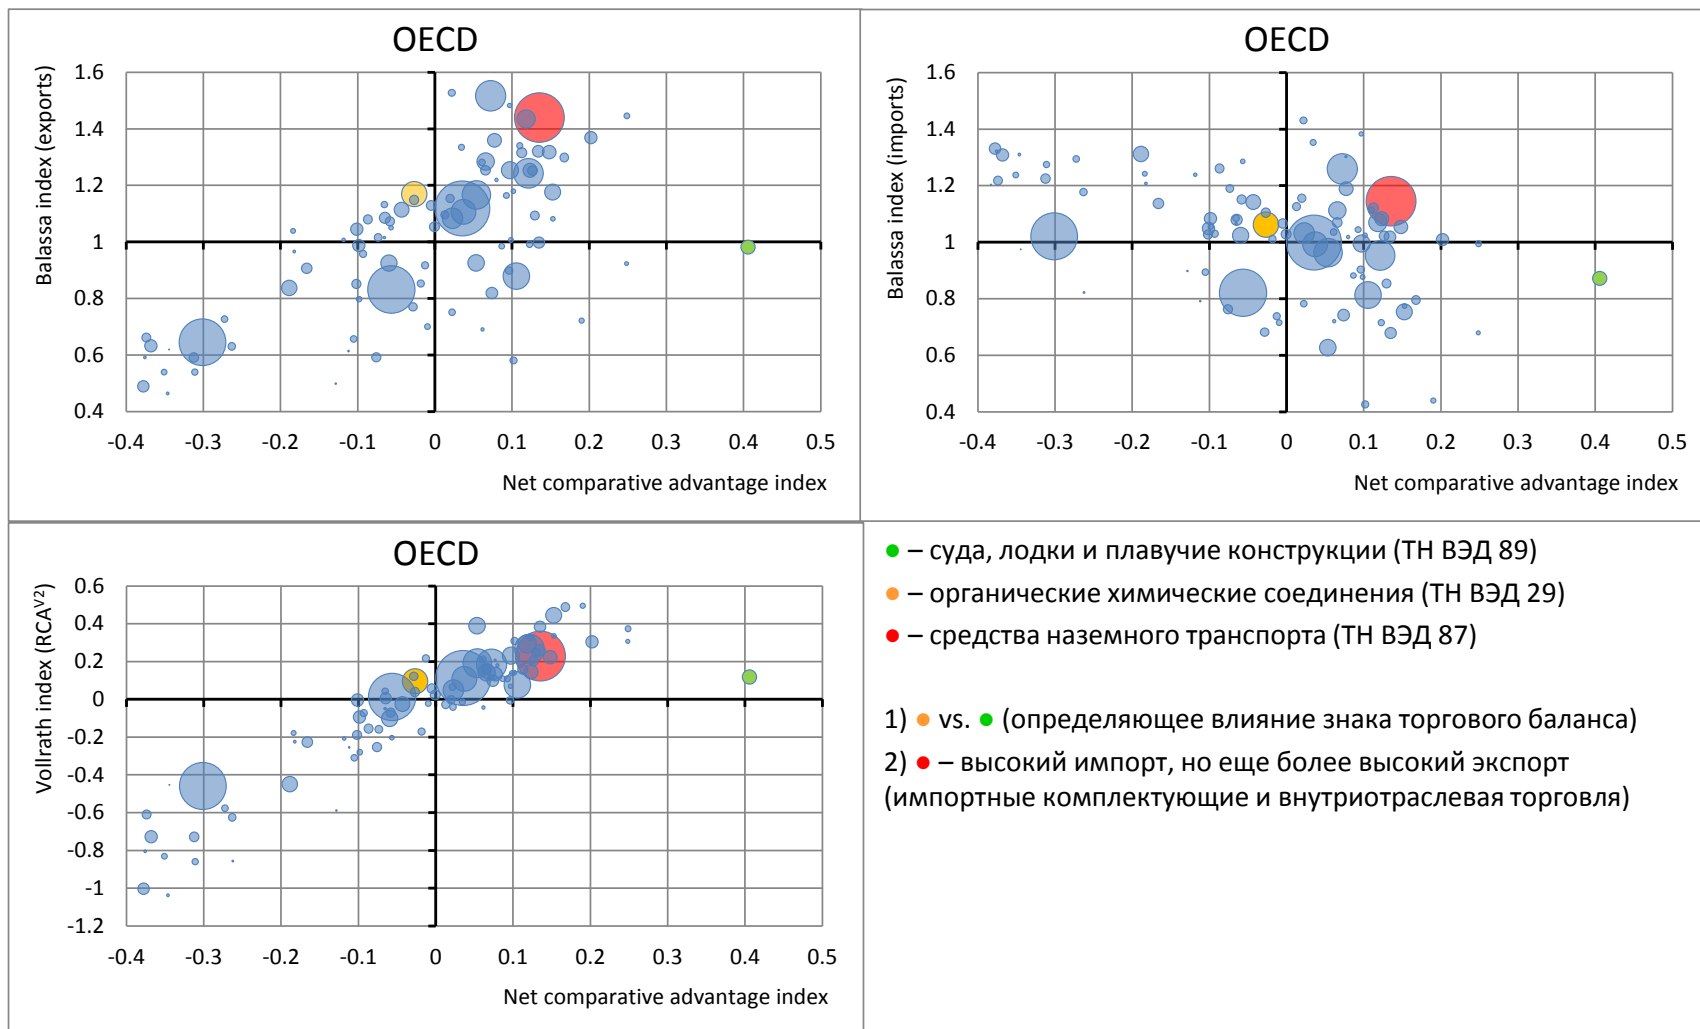 OECD
Balassa index (exports)
1.6
1.4
1.2
1
0.8
0.6
0.4
-0.4 -0.3 -0.2 -0.1 0 0.1 0.2 0.3 0.4 0.5
Net comparative advantage index
OECD
Balassa index (imports)
1.6
1.4
1.2
1
0.8
0.6
0.4
-0.4 -0.3 -0.2 -0.1 0 0.1 0.2 0.3 0.4 0.5
Net comparative advantage index
OECD
Vollrath index (RCA^V2)
0.6
0.4
0.2
0
-0.2
-0.4
-0.6
-0.8
-1
-1.2
-0.4 -0.3 -0.2 -0.1 0 0.1 0.2 0.3 0.4 0.5
Net comparative advantage index
● – суда, лодки и плавучие конструкции (ТН ВЭД 89)
● – органические химические соединения (ТН ВЭД 29)
● – средства наземного транспорта (ТН ВЭД 87)
1) ● vs. ● (определяющее влияние знака торгового баланса)
2) ● – высокий импорт, но еще более высокий экспорт
(импортные комплектующие и внутриотраслевая торговля)